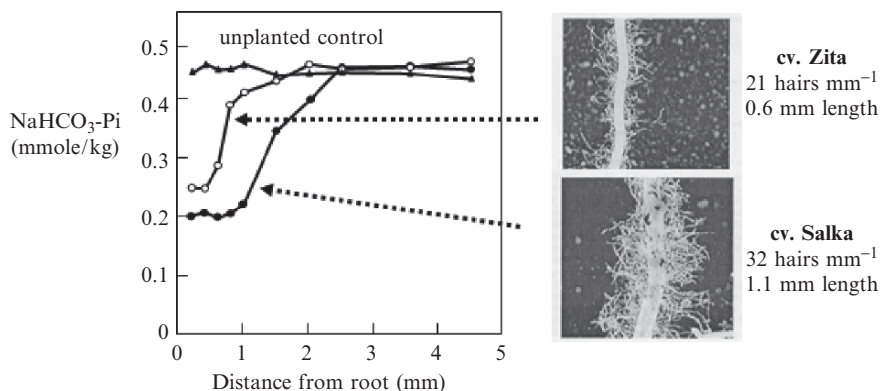 0.5
0.4
0.3
0.2
0.1
0
unplanted control
NaHCO₃-Pi
(mmole/kg)
0 1 2 3 4 5
Distance from root (mm)
cv. Zita
21 hairs mm⁻¹
0.6 mm length
cv. Salka
32 hairs mm⁻¹
1.1 mm length